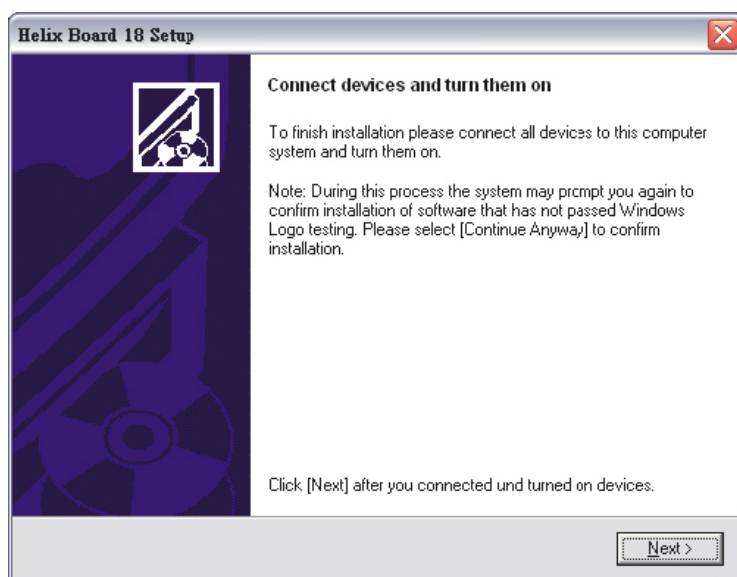 Helix Board 18 Setup
Connect devices and turn them on
To finish installation please connect all devices to this computer
system and turn them on.
Note: During this process the system may prcmpt you again to
confirm installation of software that has not passed Windows
Logo testing. Please select [Continue Anyway] to confirm
installation.
Click [Next] after you connected und turned on devices.
Next >